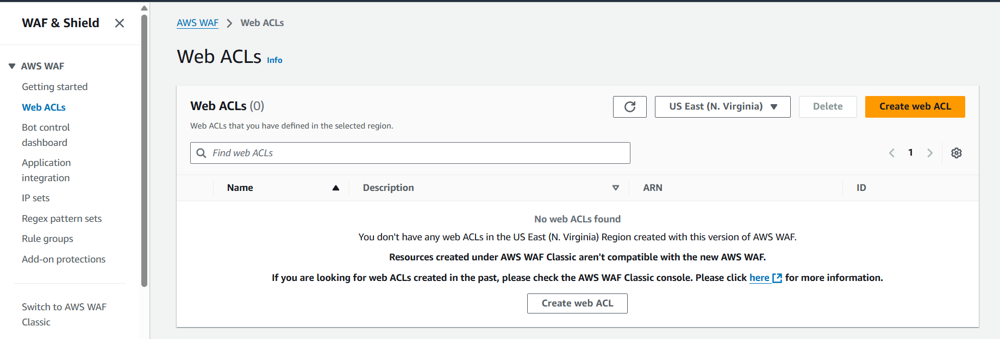 WAF & Shield
AWS WAF
Getting started
Web ACLs
Bot control
dashboard
Application
integration
IP sets
Regex pattern sets
Rule groups
Add-on protections
Switch to AWS WAF
Classic
AWS WAF > Web ACLs
Web ACLs Info
Web ACLs (0)
US East (N. Virginia)
Delete
Create web ACL
Web ACLs that you have defined in the selected region.
Find web ACLs
1
Name Description ARN ID
No web ACLs found
You don't have any web ACLs in the US East (N. Virginia) Region created with this version of AWS WAF.
Resources created under AWS WAF Classic aren't compatible with the new AWS WAF.
If you are looking for web ACLs created in the past, please check the AWS WAF Classic console. Please click here for more information.
Create web ACL